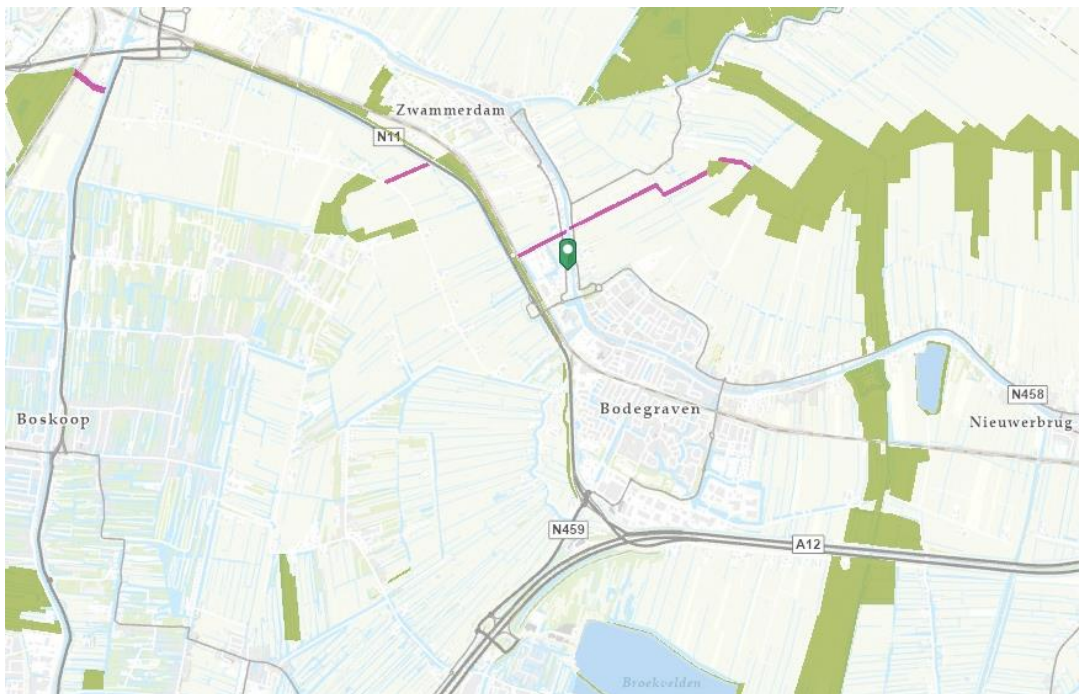 Zwammerdam
N11
N458
Boskoop
Bodegraven
Nieuwerbrug
N459
A12
Broekvelden